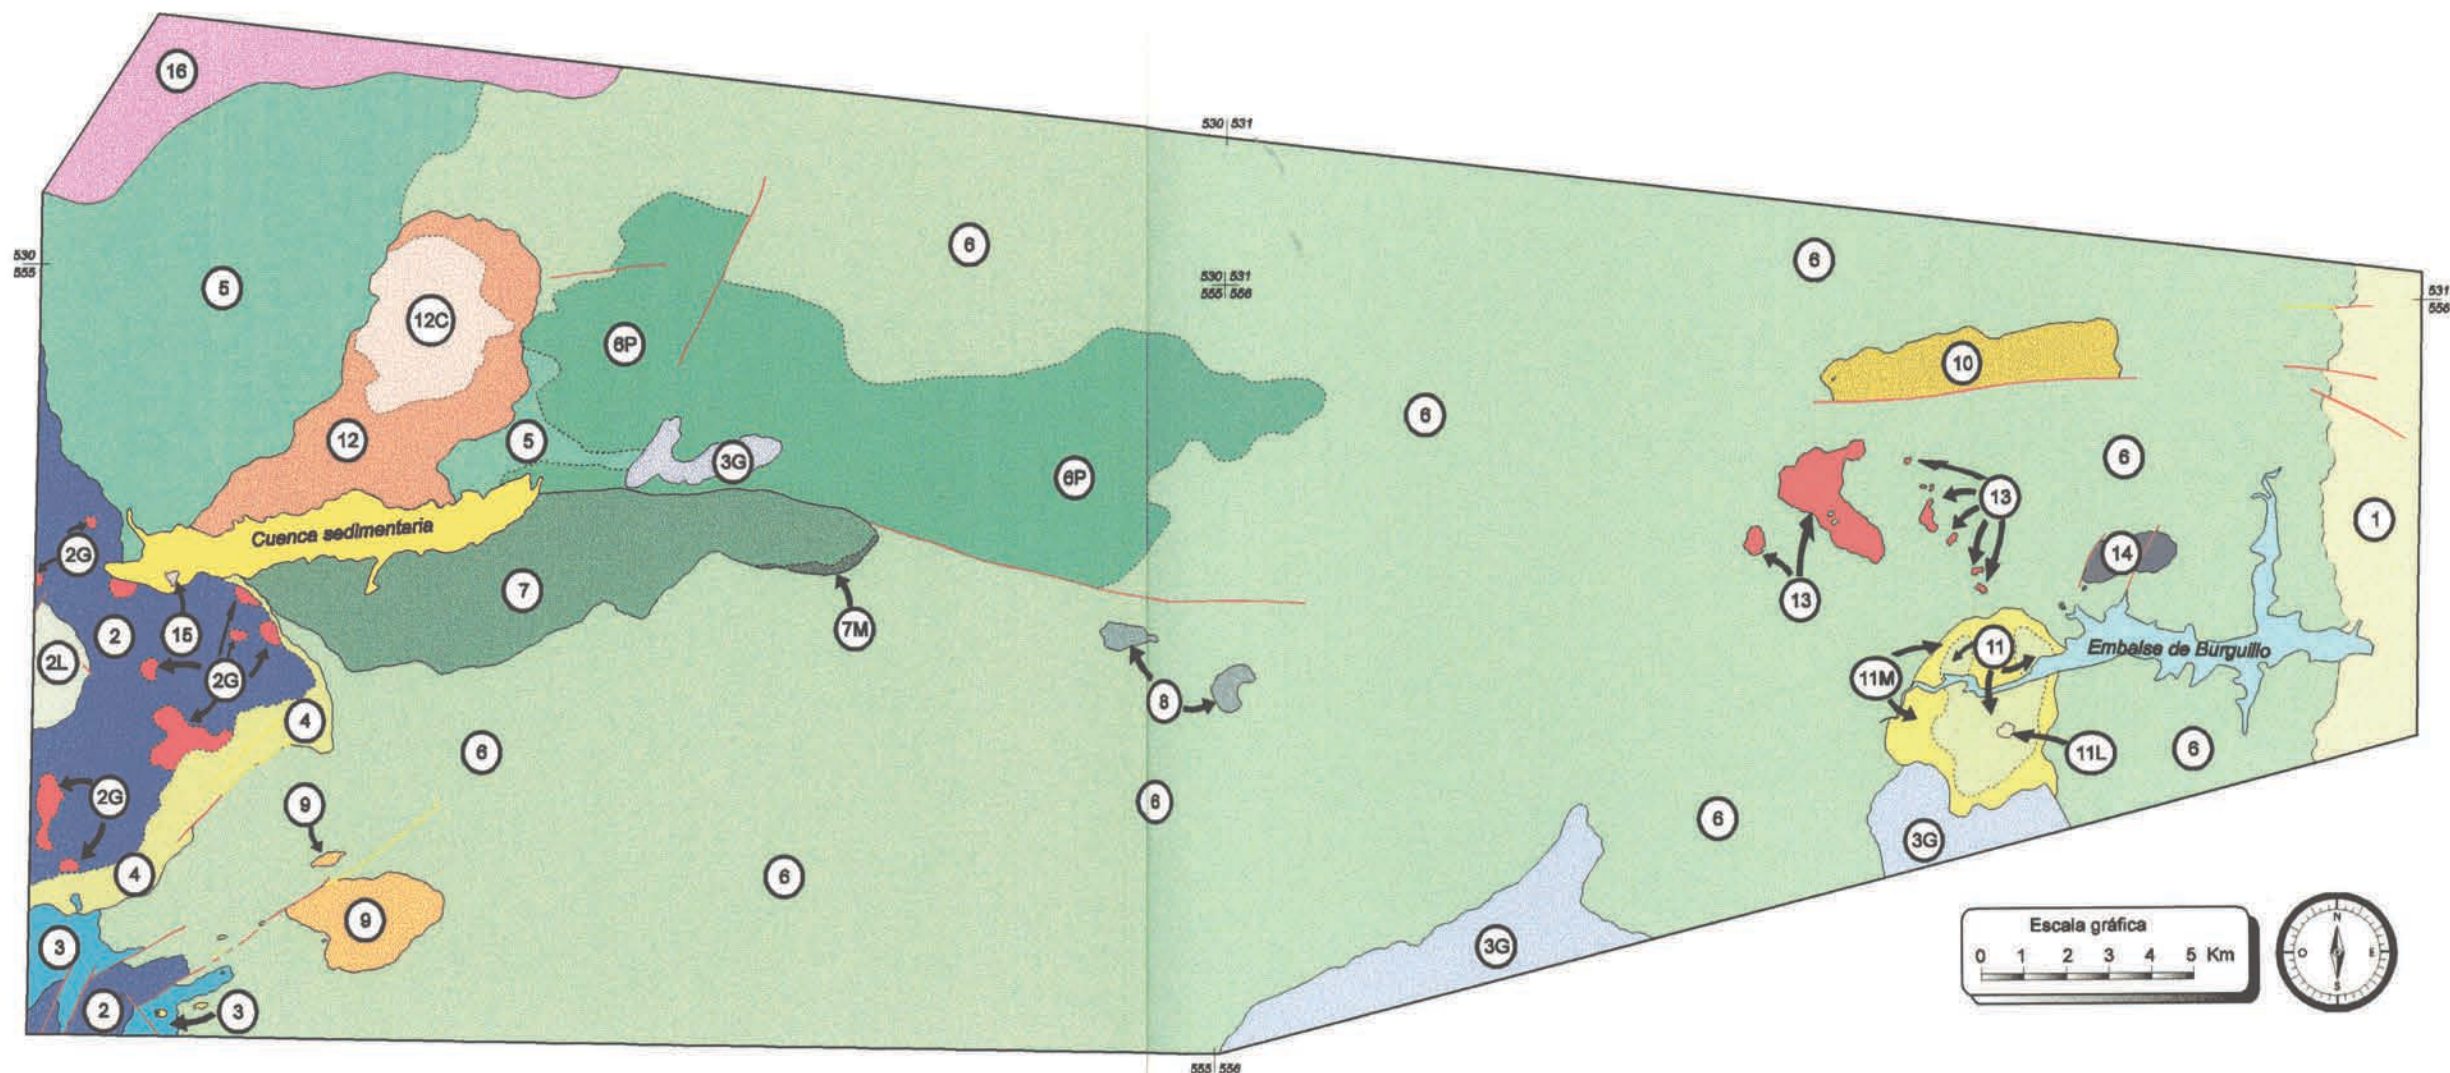 16
530 | 531
6
530
555
5
530 | 531
555 | 556
6
531
556
12C
6P
10
6
12
5
3G
6P
6
13
1
Cuenca sedimentaria
2G
7
14
13
2
15
7M
2L
2G
11
Embalse de Burguillo
11M
8
4
6
11L
6
2G
9
6
6
4
6
3G
9
3
3G
2
3
Escala gráfica
0 1 2 3 4 5 Km
N
O E
S
555 | 556